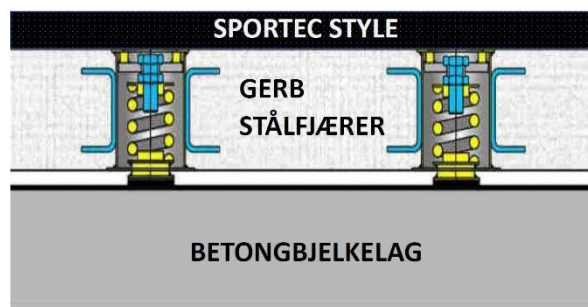 SPORTEC STYLE
GERB
STÅLFJÆRER
BETONGBJELKELAG